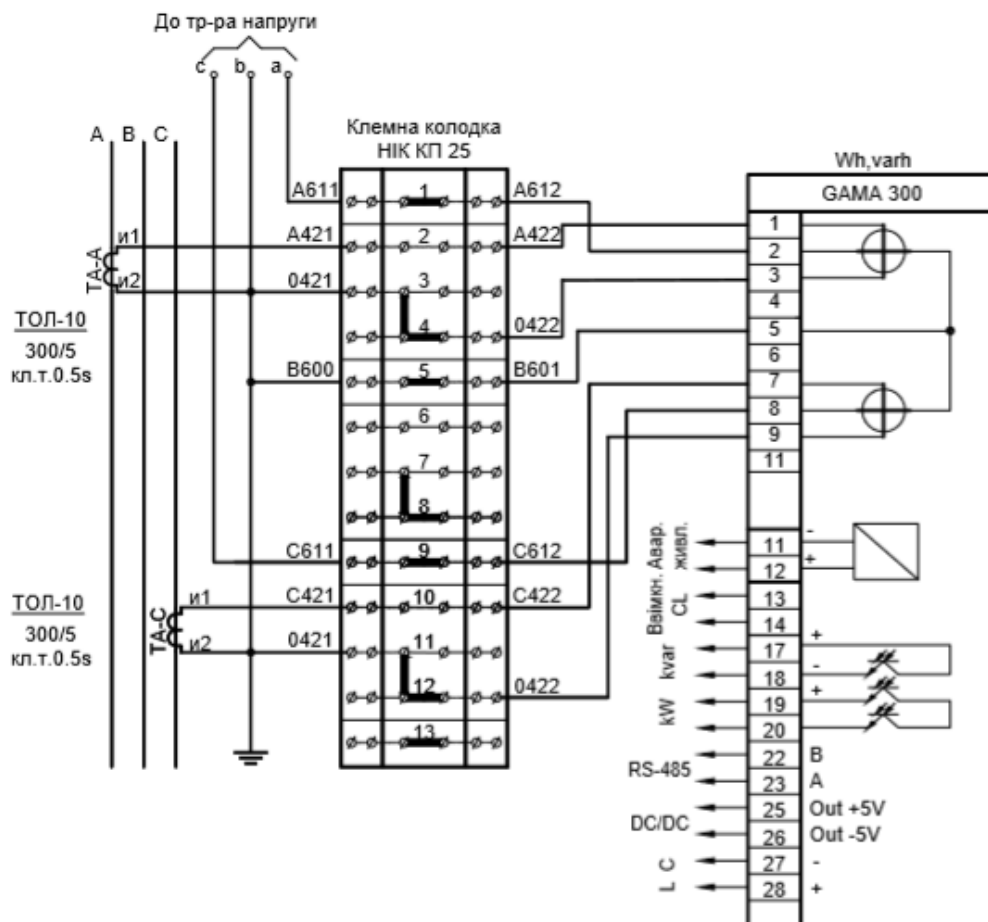 До тр-ра напруги
c b a
A B C
Клемна колодка
НІК КП 25
Wh,varh
GAMA 300
A611 1 A612
A421 2 A422
0421 3
4 0422
B600 5 B601
6
7
8
C611 9 C612
C421 10 C422
0421 11
12 0422
13
и1
TA-A
и2
ТОЛ-10
300/5
кл.т.0.5s
и1
TA-C
и2
ТОЛ-10
300/5
кл.т.0.5s
1
2
3
4
5
6
7
8
9
11
Авар.
живл.
11 -
12 +
Ввімкн.
CL
13
14
kvar
17 +
18 -
kW
19 +
20
RS-485
22 B
23 A
DC/DC
25 Out +5V
26 Out -5V
L C
27 -
28 +